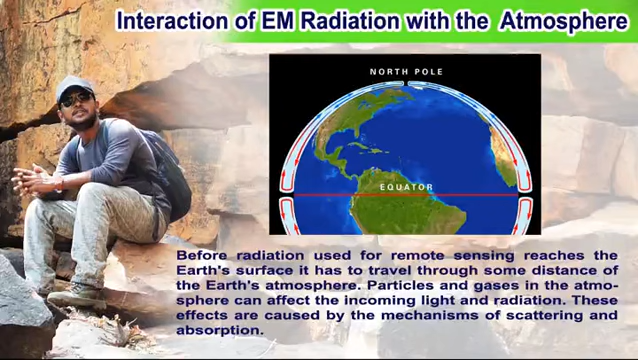 Interaction of EM Radiation with the Atmosphere
NORTH POLE
EQUATOR
Before radiation used for remote sensing reaches the
Earth's surface it has to travel through some distance of
the Earth's atmosphere. Particles and gases in the atmo-
sphere can affect the incoming light and radiation. These
effects are caused by the mechanisms of scattering and
absorption.